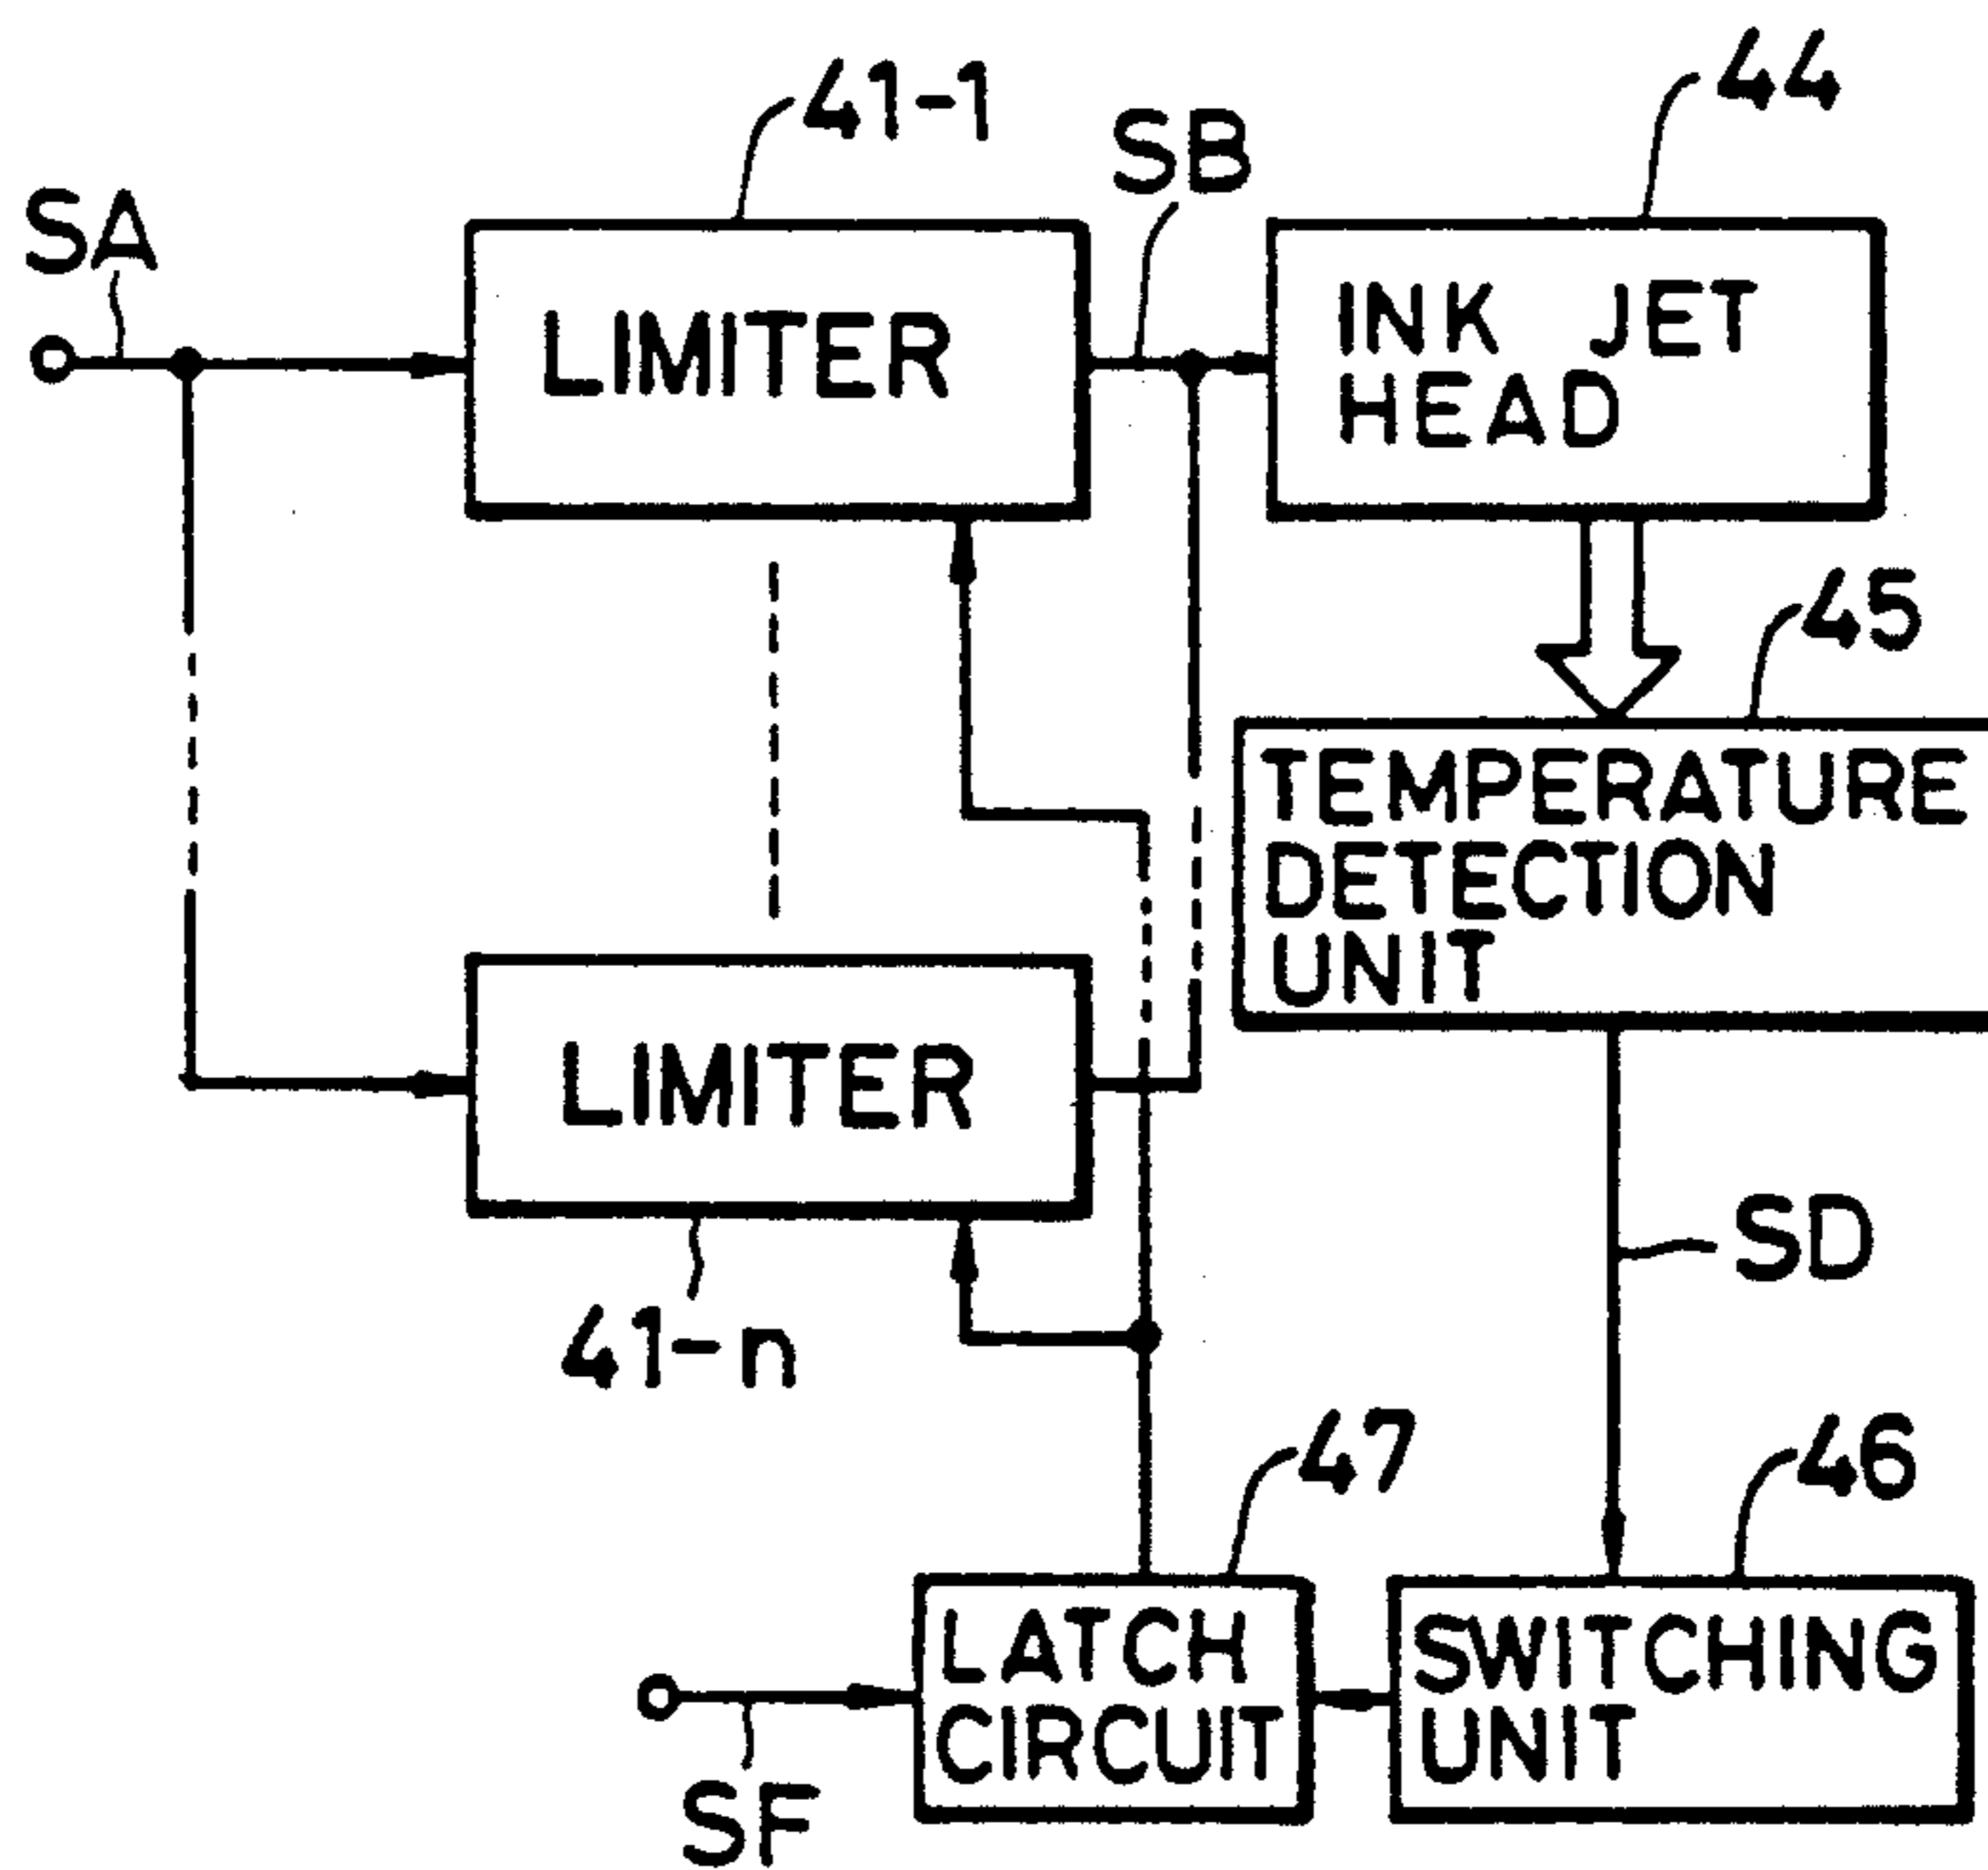 41-1
44
SB
SA
LIMITER
INK JET
HEAD
45
TEMPERATURE
DETECTION
UNIT
LIMITER
SD
41-n
47
46
LATCH
CIRCUIT
SWITCHING
UNIT
SF